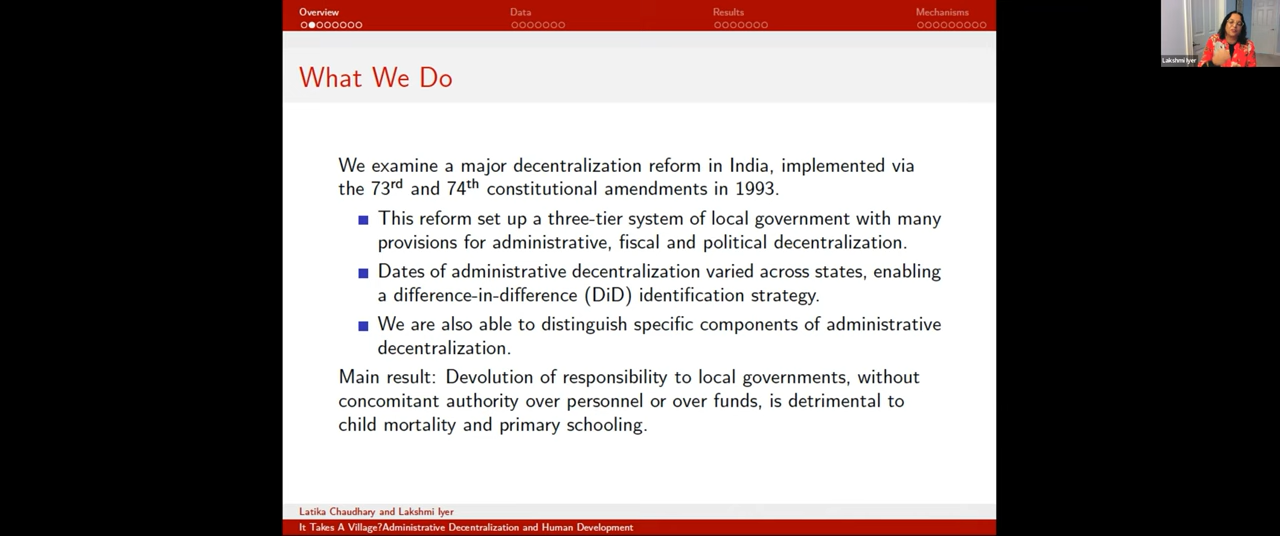 Overview
Data
Results
Mechanisms
Lakshmi Iyer
What We Do
We examine a major decentralization reform in India, implemented via
the 73rd and 74th constitutional amendments in 1993.
This reform set up a three-tier system of local government with many
provisions for administrative, fiscal and political decentralization.
Dates of administrative decentralization varied across states, enabling
a difference-in-difference (DiD) identification strategy.
We are also able to distinguish specific components of administrative
decentralization.
Main result: Devolution of responsibility to local governments, without
concomitant authority over personnel or over funds, is detrimental to
child mortality and primary schooling.
Latika Chaudhary and Lakshmi Iyer
It Takes A Village?Administrative Decentralization and Human Development